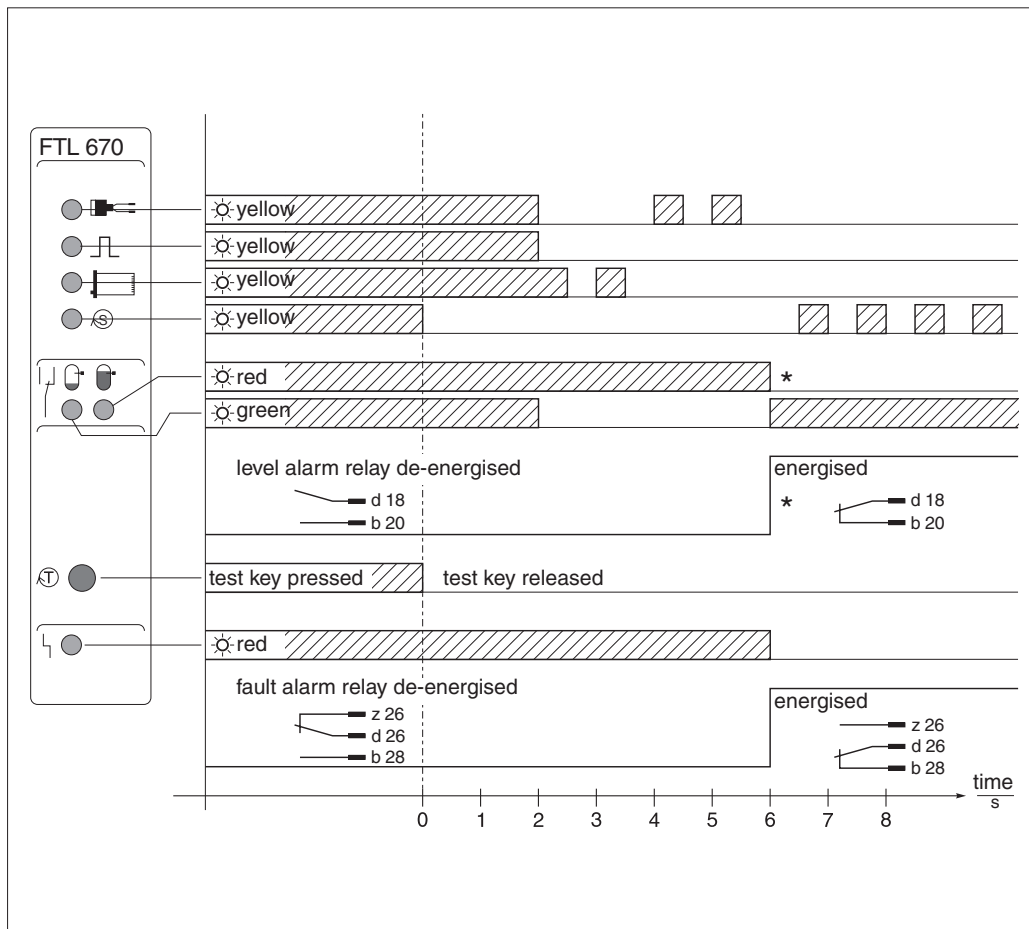 FTL 670
yellow
yellow
yellow
S yellow
red
green
level alarm relay de-energised
energised
d 18
* d 18
b 20
b 20
*
T
test key pressed
test key released
red
fault alarm relay de-energised
energised
z 26
d 26
b 28
z 26
d 26
b 28
time
s
0 1 2 3 4 5 6 7 8